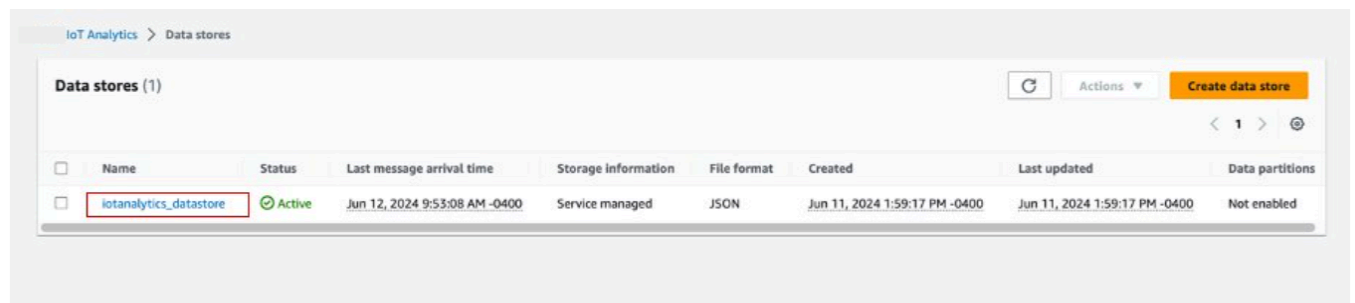 IoT Analytics > Data stores
Data stores (1)
Actions ▼
Create data store
< 1 >
Name Status Last message arrival time Storage information File format Created Last updated Data partitions
iotanalytics_datastore Active Jun 12, 2024 9:53:08 AM -0400 Service managed JSON Jun 11, 2024 1:59:17 PM -0400 Jun 11, 2024 1:59:17 PM -0400 Not enabled